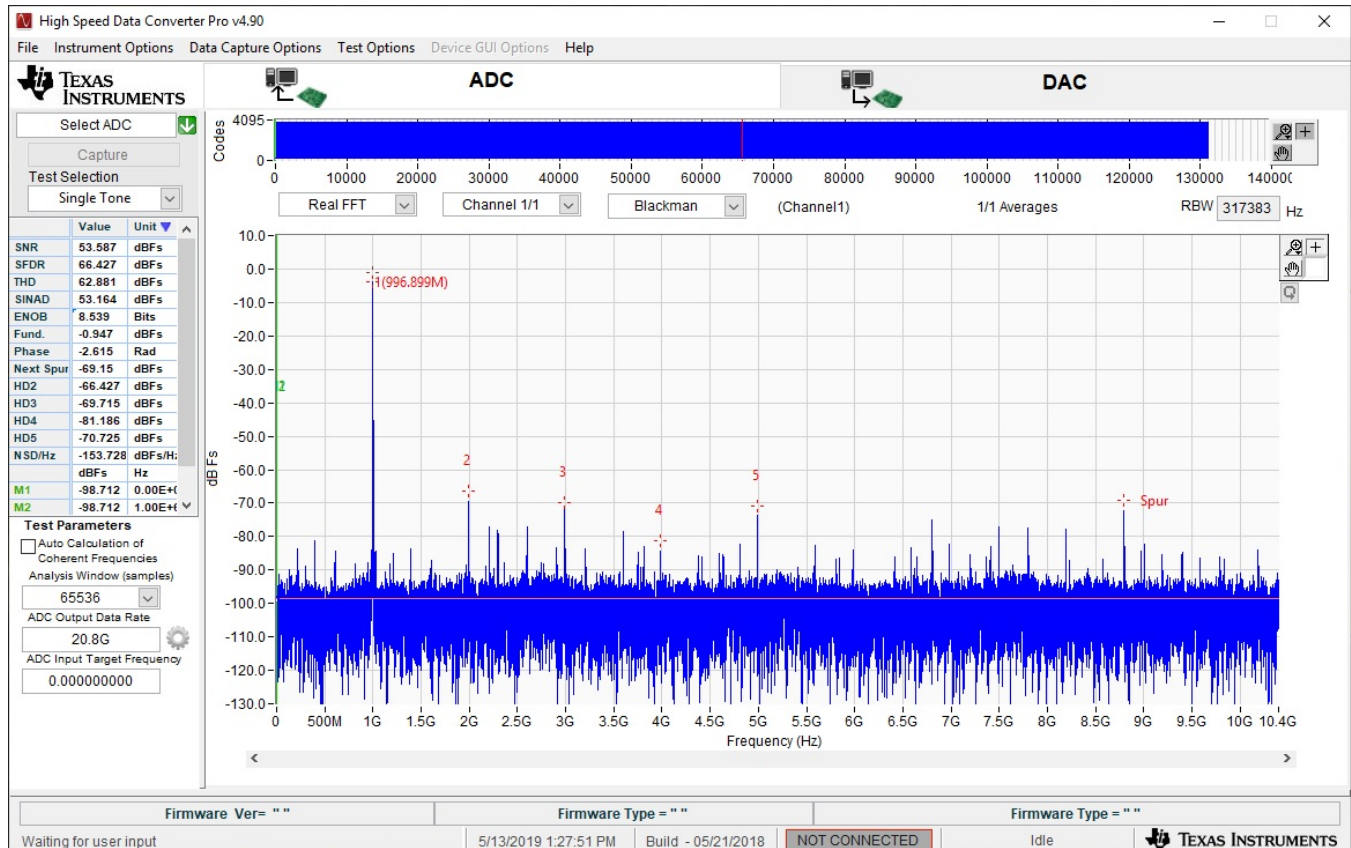 High Speed Data Converter Pro v4.90
File Instrument Options Data Capture Options Test Options Device GUI Options Help
TEXAS INSTRUMENTS
ADC
DAC
Select ADC
Capture
Test Selection
Single Tone
Value Unit
SNR 53.587 dBFs
SFDR 66.427 dBFs
THD 62.881 dBFs
SINAD 53.164 dBFs
ENOB 8.539 Bits
Fund. -0.947 dBFs
Phase -2.615 Rad
Next Spur -69.15 dBFs
HD2 -66.427 dBFs
HD3 -69.715 dBFs
HD4 -81.186 dBFs
HD5 -70.725 dBFs
NSD/Hz -153.728 dBFs/Hz
dBFs Hz
M1 -98.712 0.00E+0
M2 -98.712 1.00E+6
Test Parameters
Auto Calculation of
Coherent Frequencies
Analysis Window (samples)
65536
ADC Output Data Rate
20.8G
ADC Input Target Frequency
0.000000000
Codes
4095
0
0 10000 20000 30000 40000 50000 60000 70000 80000 90000 100000 110000 120000 130000 14000
Real FFT Channel 1/1 Blackman (Channel1) 1/1 Averages RBW 317383 Hz
dBFs
10.0
0.0
-10.0
-20.0
-30.0
-40.0
-50.0
-60.0
-70.0
-80.0
-90.0
-100.0
-110.0
-120.0
-130.0
1(996.899M)
2
3
4
5
Spur
0 500M 1G 1.5G 2G 2.5G 3G 3.5G 4G 4.5G 5G 5.5G 6G 6.5G 7G 7.5G 8G 8.5G 9G 9.5G 10G 10.4G
Frequency (Hz)
Firmware Ver= " " Firmware Type = " " Firmware Type = " "
Waiting for user input 5/13/2019 1:27:51 PM Build - 05/21/2018 NOT CONNECTED Idle TEXAS INSTRUMENTS